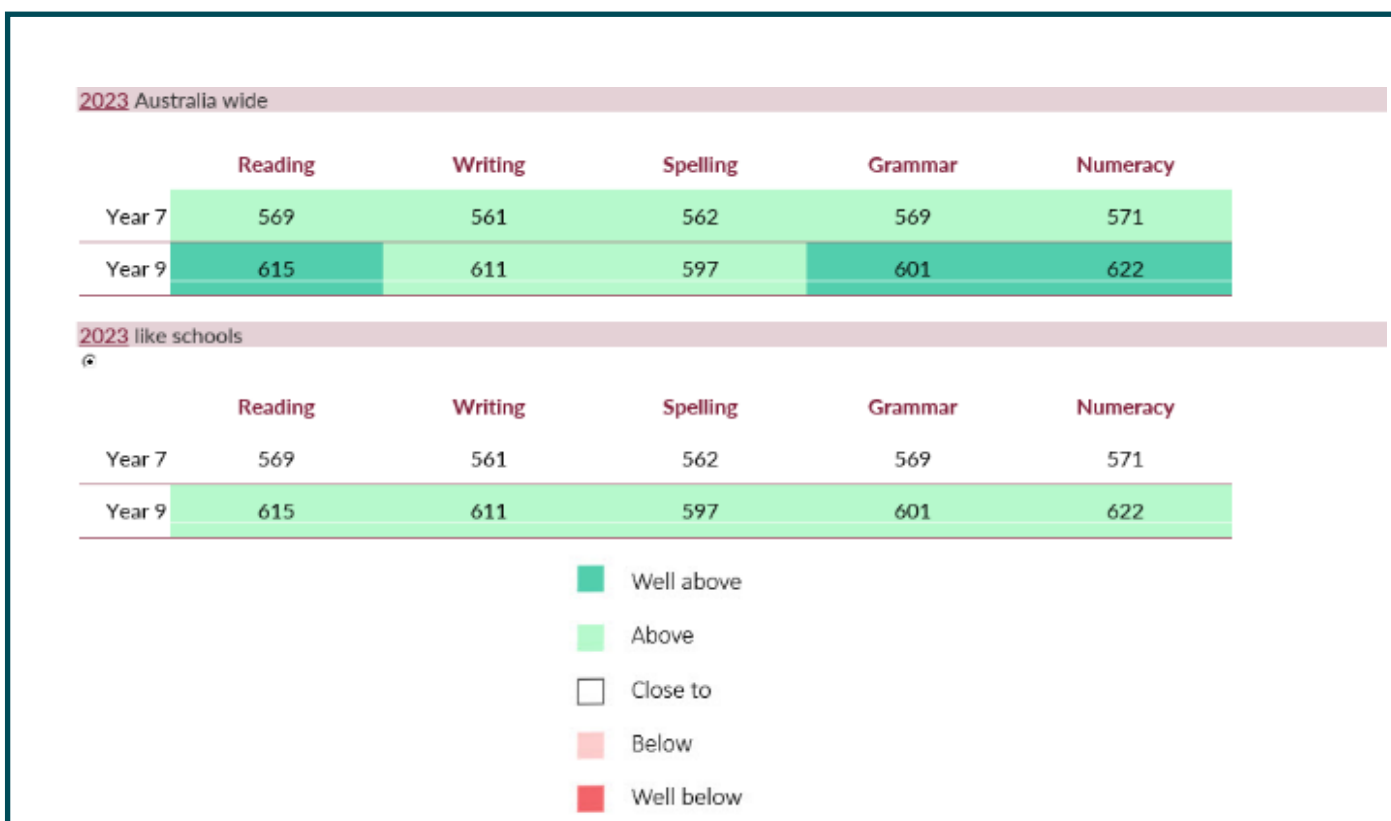 2023 Australia wide
Reading Writing Spelling Grammar Numeracy
Year 7 569 561 562 569 571
Year 9 615 611 597 601 622
2023 like schools
Reading Writing Spelling Grammar Numeracy
Year 7 569 561 562 569 571
Year 9 615 611 597 601 622
Well above
Above
Close to
Below
Well below